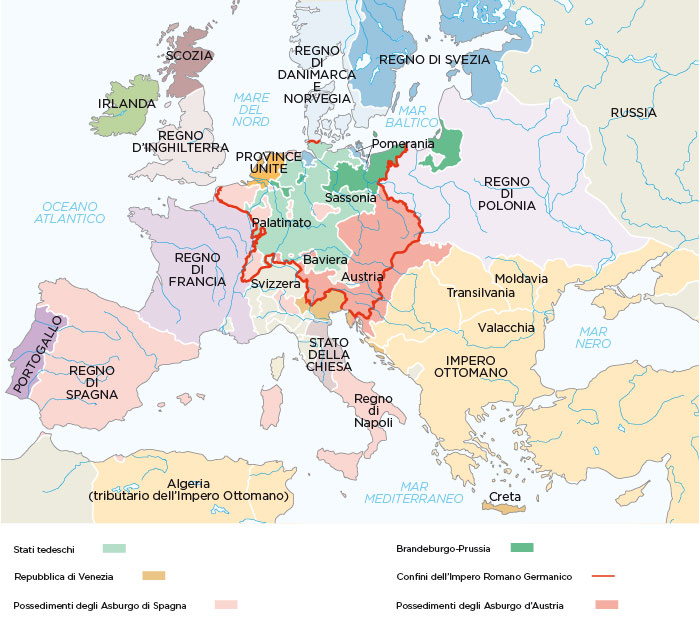 SCOZIA
IRLANDA
REGNO
D'INGHILTERRA
MARE
DEL
NORD
REGNO
DI
DANIMARCA
E
NORVEGIA
REGNO DI SVEZIA
MAR
BALTICO
RUSSIA
PROVINCE
UNITE
Pomerania
Sassonia
REGNO
DI
POLONIA
OCEANO
ATLANTICO
Palatinato
REGNO
DI
FRANCIA
Baviera
Svizzera
Austria
Moldavia
Transilvania
Valacchia
MAR
NERO
PORTOGALLO
REGNO
DI
SPAGNA
STATO
DELLA
CHIESA
IMPERO
OTTOMANO
Regno
di
Napoli
Algeria
(tributario dell'Impero Ottomano)
MAR
MEDITERRANEO
Creta
Stati tedeschi
Repubblica di Venezia
Possedimenti degli Asburgo di Spagna
Brandeburgo-Prussia
Confini dell'Impero Romano Germanico
Possedimenti degli Asburgo d'Austria